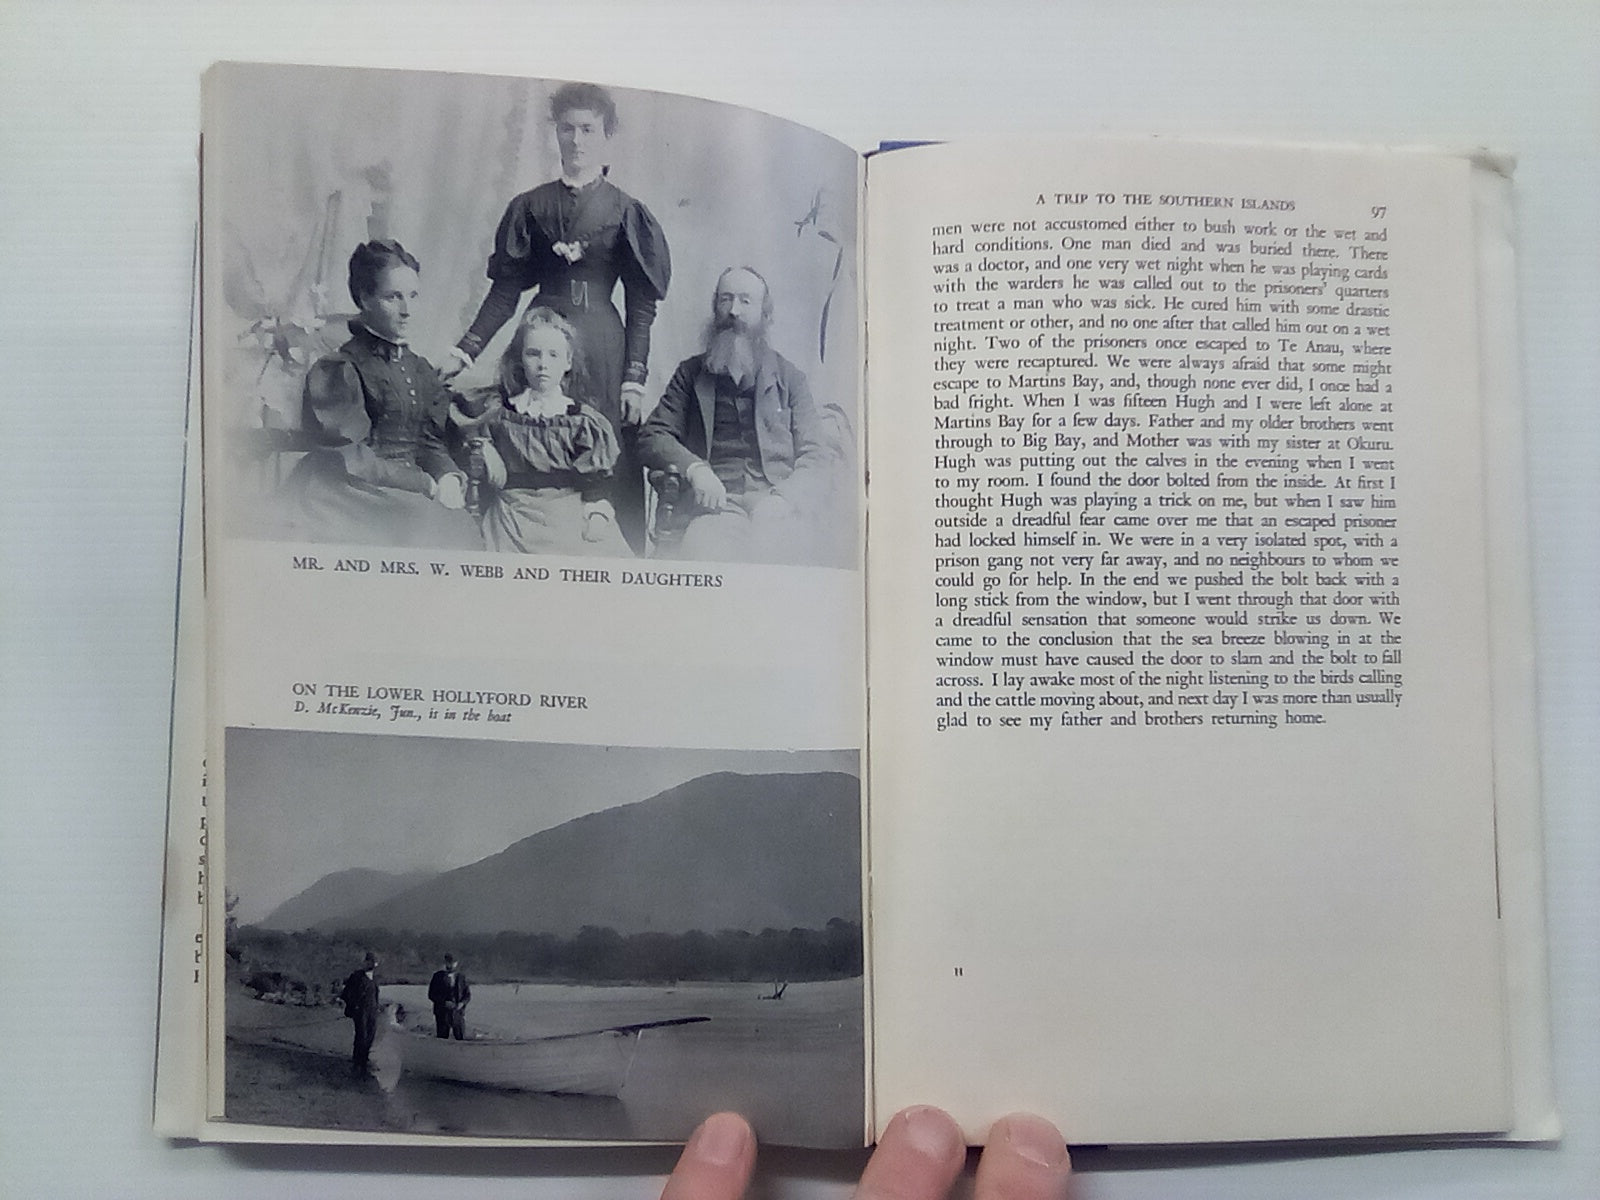 MR. AND MRS. W. WEBB AND THEIR DAUGHTERS
ON THE LOWER HOLLYFORD RIVER
D. McKenzie, Jun., is in the boat
A TRIP TO THE SOUTHERN ISLANDS 97
men were not accustomed either to bush work or the wet and
hard conditions. One man died and was buried there. There
was a doctor, and one very wet night when he was playing cards
with the warders he was called out to the prisoners' quarters
to treat a man who was sick. He cured him with some drastic
treatment or other, and no one after that called him out on a wet
night. Two of the prisoners once escaped to Te Anau, where
they were recaptured. We were always afraid that some might
escape to Martins Bay, and, though none ever did, I once had a
bad fright. When I was fifteen Hugh and I were left alone at
Martins Bay for a few days. Father and my older brothers went
through to Big Bay, and Mother was with my sister at Okuru.
Hugh was putting out the calves in the evening when I went
to my room. I found the door bolted from the inside. At first I
thought Hugh was playing a trick on me, but when I saw him
outside a dreadful fear came over me that an escaped prisoner
had locked himself in. We were in a very isolated spot, with a
prison gang not very far away, and no neighbours to whom we
could go for help. In the end we pushed the bolt back with a
long stick from the window, but I went through that door with
a dreadful sensation that someone would strike us down. We
came to the conclusion that the sea breeze blowing in at the
window must have caused the door to slam and the bolt to fall
across. I lay awake most of the night listening to the birds calling
and the cattle moving about, and next day I was more than usually
glad to see my father and brothers returning home.
H